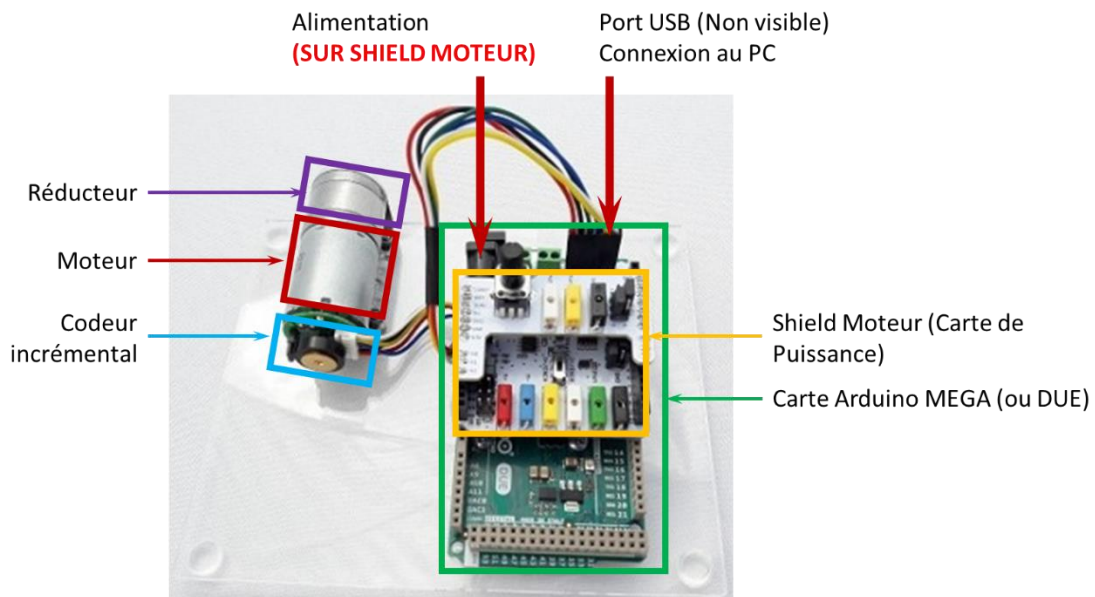 Alimentation
(SUR SHIELD MOTEUR)
Port USB (Non visible)
Connexion au PC
Réducteur
Moteur
Codeur
incrémental
Shield Moteur (Carte de
Puissance)
Carte Arduino MEGA (ou DUE)
DUE